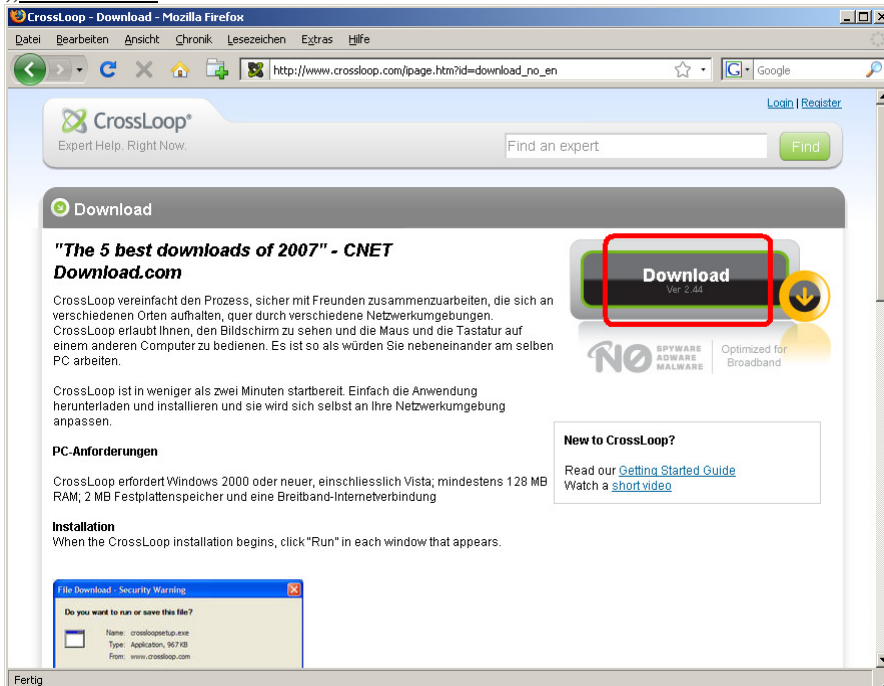 CrossLoop - Download - Mozilla Firefox
Datei Bearbeiten Ansicht Chronik Lesezeichen Extras Hilfe
http://www.crossloop.com/ipage.htm?id=download_no_en
G Google
Login | Register
CrossLoop®
Expert Help. Right Now.
Find an expert
Find
Download
"The 5 best downloads of 2007" - CNET
Download.com
CrossLoop vereinfacht den Prozess, sicher mit Freunden zusammenzuarbeiten, die sich an
verschiedenen Orten aufhalten, quer durch verschiedene Netzwerkumgebungen.
CrossLoop erlaubt Ihnen, den Bildschirm zu sehen und die Maus und die Tastatur auf
einem anderen Computer zu bedienen. Es ist so als würden Sie nebeneinander am selben
PC arbeiten.
CrossLoop ist in weniger als zwei Minuten startbereit. Einfach die Anwendung
herunterladen und installieren und sie wird sich selbst an Ihre Netzwerkumgebung
anpassen.
PC-Anforderungen
CrossLoop erfordert Windows 2000 oder neuer, einschliesslich Vista; mindestens 128 MB
RAM; 2 MB Festplattenspeicher und eine Breitband-Internetverbindung
Installation
When the CrossLoop installation begins, click "Run" in each window that appears.
File Download - Security Warning
Do you want to run or save this file?
Name: crossloopsetup.exe
Type: Application, 967 KB
From: www.crossloop.com
Download
Ver 2.44
NO
SPYWARE
ADWARE
MALWARE
Optimized for
Broadband
New to CrossLoop?
Read our Getting Started Guide
Watch a short video
Fertig